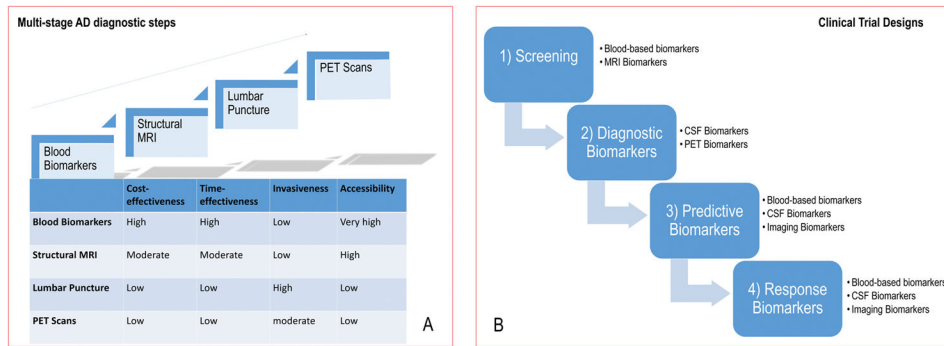 Multi-stage AD diagnostic steps
PET Scans
Lumbar
Puncture
Structural
MRI
Blood
Biomarkers
Cost-
effectiveness
Time-
effectiveness
Invasiveness
Accessibility
Blood Biomarkers High High Low Very high
Structural MRI Moderate Moderate Low High
Lumbar Puncture Low Low High Low
PET Scans Low Low moderate Low
A
Clinical Trial Designs
1) Screening
• Blood-based biomarkers
• MRI Biomarkers
2) Diagnostic
Biomarkers
• CSF Biomarkers
• PET Biomarkers
3) Predictive
Biomarkers
• Blood-based biomarkers
• CSF Biomarkers
• Imaging Biomarkers
4) Response
Biomarkers
• Blood-based biomarkers
• CSF Biomarkers
• Imaging Biomarkers
B